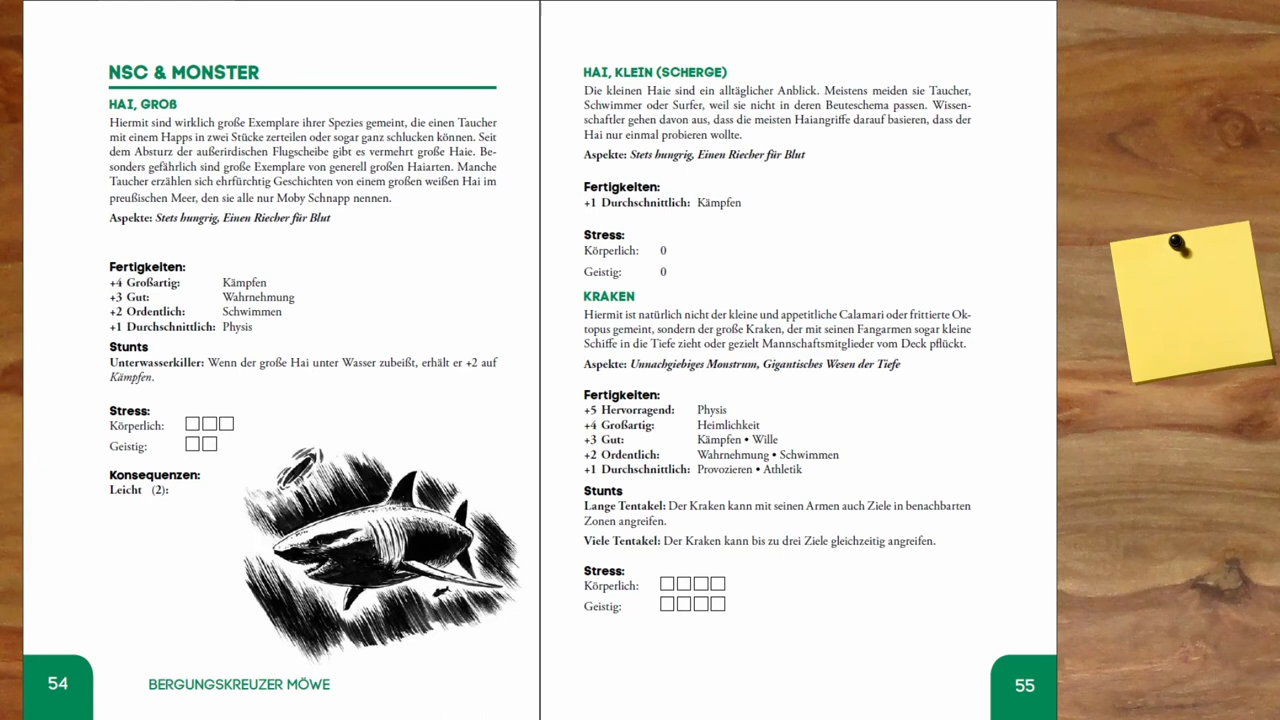 NSC & MONSTER
HAI, GROß
Hiermit sind wirklich große Exemplare ihrer Spezies gemeint, die einen Taucher
mit einem Happs in zwei Stücke zerteilen oder sogar ganz schlucken können. Seit
dem Absturz der außerirdischen Flugscheibe gibt es vermehrt große Haie. Be-
sonders gefährlich sind große Exemplare von generell großen Haiarten. Manche
Taucher erzählen sich ehrfürchtig Geschichten von einem großen weißen Hai im
preußischen Meer, den sie alle nur Moby Schnapp nennen.
Aspekte: Stets hungrig, Einen Riecher für Blut
Fertigkeiten:
+4 Großartig: Kämpfen
+3 Gut: Wahrnehmung
+2 Ordentlich: Schwimmen
+1 Durchschnittlich: Physis
Stunts
Unterwasserkiller: Wenn der große Hai unter Wasser zubeißt, erhält er +2 auf
Kämpfen.
Stress:
Körperlich:
Geistig:
Konsequenzen:
Leicht (2):
54
BERGUNGSKREUZER MÖWE
HAI, KLEIN (SCHERGE)
Die kleinen Haie sind ein alltäglicher Anblick. Meistens meiden sie Taucher,
Schwimmer oder Surfer, weil sie nicht in deren Beuteschema passen. Wissen-
schaftler gehen davon aus, dass die meisten Haiangriffe darauf basieren, dass der
Hai nur einmal probieren wollte.
Aspekte: Stets hungrig, Einen Riecher für Blut
Fertigkeiten:
+1 Durchschnittlich: Kämpfen
Stress:
Körperlich: 0
Geistig: 0
KRAKEN
Hiermit ist natürlich nicht der kleine und appetitliche Calamari oder frittierte Ok-
topus gemeint, sondern der große Kraken, der mit seinen Fangarmen sogar kleine
Schiffe in die Tiefe zieht oder gezielt Mannschaftsmitglieder vom Deck pflückt.
Aspekte: Unnachgiebiges Monstrum, Gigantisches Wesen der Tiefe
Fertigkeiten:
+5 Hervorragend: Physis
+4 Großartig: Heimlichkeit
+3 Gut: Kämpfen • Wille
+2 Ordentlich: Wahrnehmung • Schwimmen
+1 Durchschnittlich: Provozieren • Athletik
Stunts
Lange Tentakel: Der Kraken kann mit seinen Armen auch Ziele in benachbarten
Zonen angreifen.
Viele Tentakel: Der Kraken kann bis zu drei Ziele gleichzeitig angreifen.
Stress:
Körperlich:
Geistig:
55